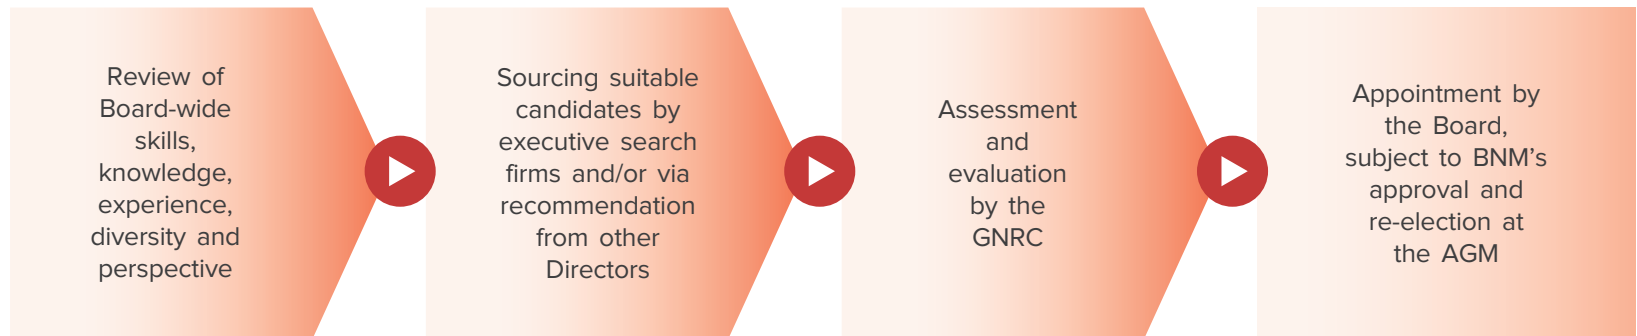 Review of
Board-wide
skills,
knowledge,
experience,
diversity and
perspective
Sourcing suitable
candidates by
executive search
firms and/or via
recommendation
from other
Directors
Assessment
and
evaluation
by the
GNRC
Appointment by
the Board,
subject to BNM’s
approval and
re-election at
the AGM